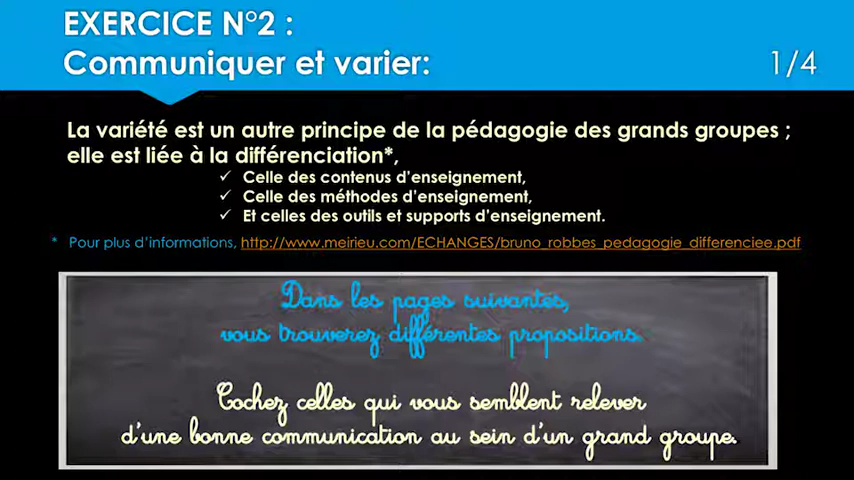 EXERCICE N°2 :
Communiquer et varier:
1/4
La variété est un autre principe de la pédagogie des grands groupes ;
elle est liée à la différenciation*,
✓ Celle des contenus d'enseignement,
✓ Celle des méthodes d'enseignement,
✓ Et celles des outils et supports d'enseignement.
* Pour plus d'informations, http://www.meirieu.com/ECHANGES/bruno_robbes_pedagogie_differenciee.pdf
Dans les pages suivantes,
vous trouverez différentes propositions.
Cochez celles qui vous semblent relever
d'une bonne communication au sein d'un grand groupe.